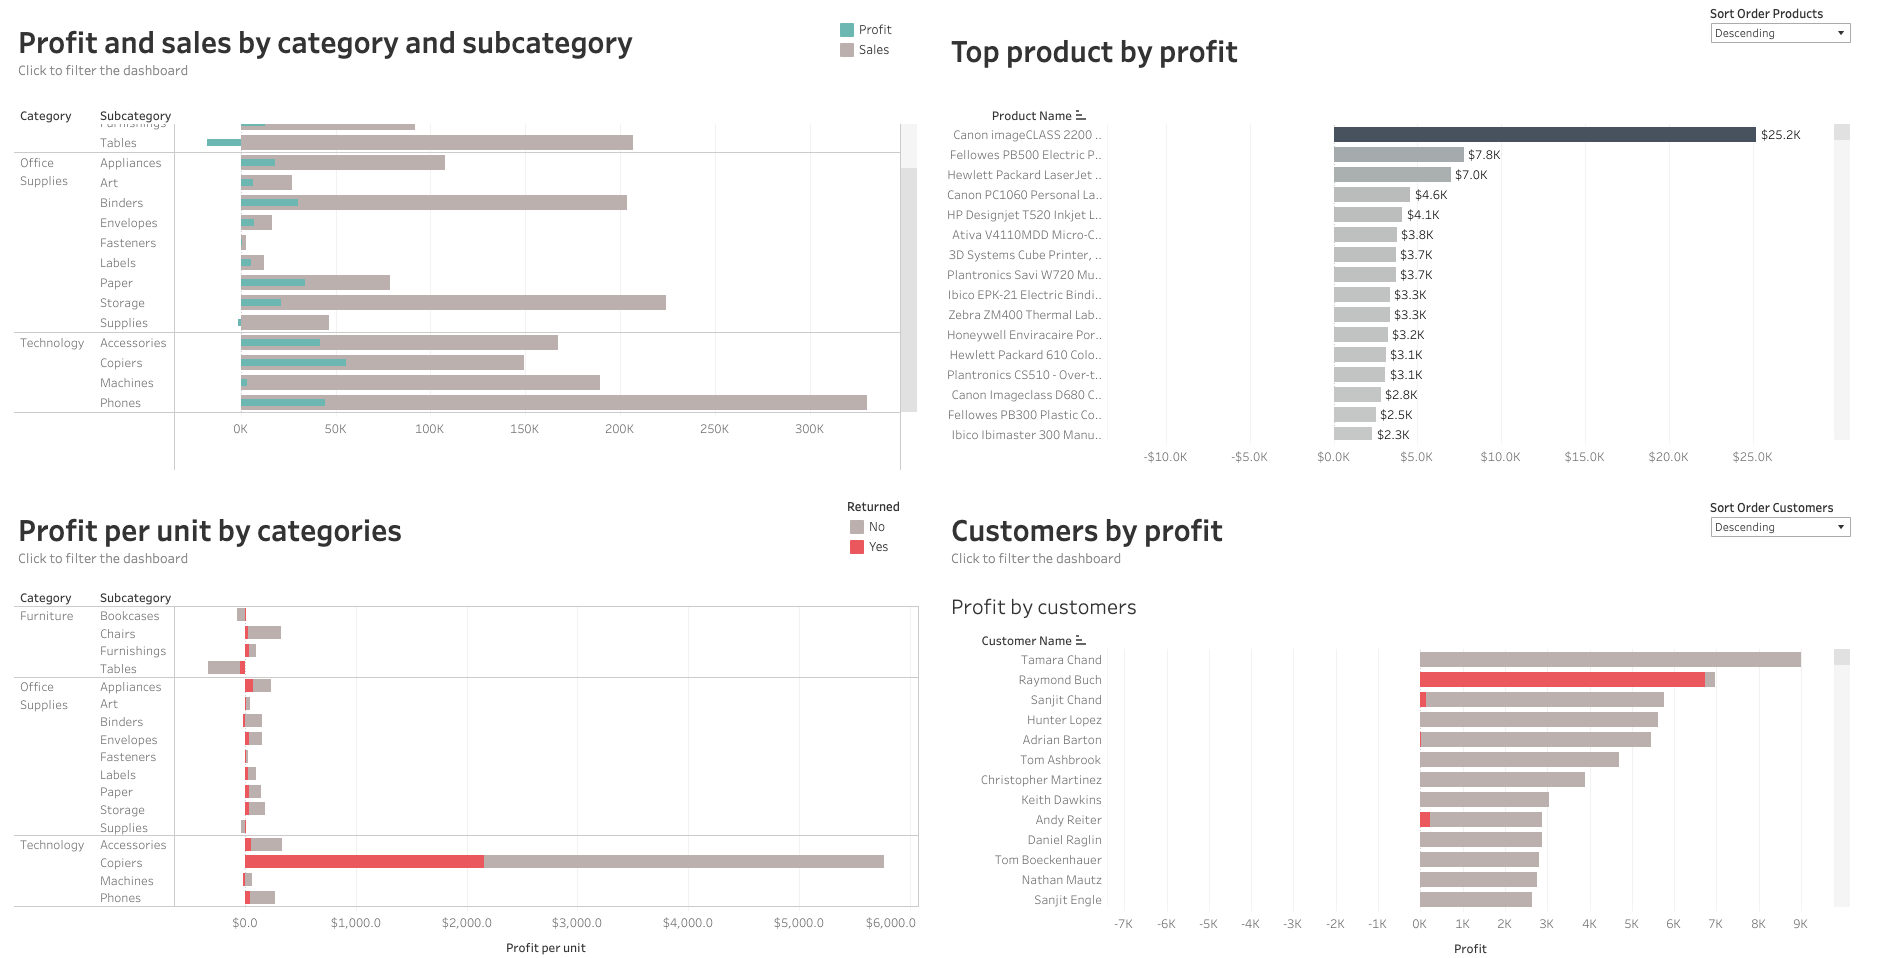 Profit and sales by category and subcategory
Click to filter the dashboard
Profit
Sales
Category
Subcategory
Furnishings
Tables
Office
Supplies
Appliances
Art
Binders
Envelopes
Fasteners
Labels
Paper
Storage
Supplies
Technology
Accessories
Copiers
Machines
Phones
0K 50K 100K 150K 200K 250K 300K
Top product by profit
Sort Order Products
Descending
Product Name
Canon imageCLASS 2200 .. $25.2K
Fellowes PB500 Electric P.. $7.8K
Hewlett Packard LaserJet .. $7.0K
Canon PC1060 Personal La.. $4.6K
HP Designjet T520 Inkjet L.. $4.1K
Ativa V4110MDD Micro-C.. $3.8K
3D Systems Cube Printer, .. $3.7K
Plantronics Savi W720 Mu.. $3.7K
Ibico EPK-21 Electric Bindi.. $3.3K
Zebra ZM400 Thermal Lab.. $3.3K
Honeywell Enviracaire Por.. $3.2K
Hewlett Packard 610 Colo.. $3.1K
Plantronics CS510 - Over-t.. $3.1K
Canon Imageclass D680 C.. $2.8K
Fellowes PB300 Plastic Co.. $2.5K
Ibico Ibimaster 300 Manu.. $2.3K
-$10.0K -$5.0K $0.0K $5.0K $10.0K $15.0K $20.0K $25.0K
Profit per unit by categories
Click to filter the dashboard
Returned
No
Yes
Category
Subcategory
Furniture
Bookcases
Chairs
Furnishings
Tables
Office
Supplies
Appliances
Art
Binders
Envelopes
Fasteners
Labels
Paper
Storage
Supplies
Technology
Accessories
Copiers
Machines
Phones
$0.0 $1,000.0 $2,000.0 $3,000.0 $4,000.0 $5,000.0 $6,000.0
Profit per unit
Customers by profit
Click to filter the dashboard
Sort Order Customers
Descending
Profit by customers
Customer Name
Tamara Chand
Raymond Buch
Sanjit Chand
Hunter Lopez
Adrian Barton
Tom Ashbrook
Christopher Martinez
Keith Dawkins
Andy Reiter
Daniel Raglin
Tom Boeckenhauer
Nathan Mautz
Sanjit Engle
-7K -6K -5K -4K -3K -2K -1K 0K 1K 2K 3K 4K 5K 6K 7K 8K 9K
Profit